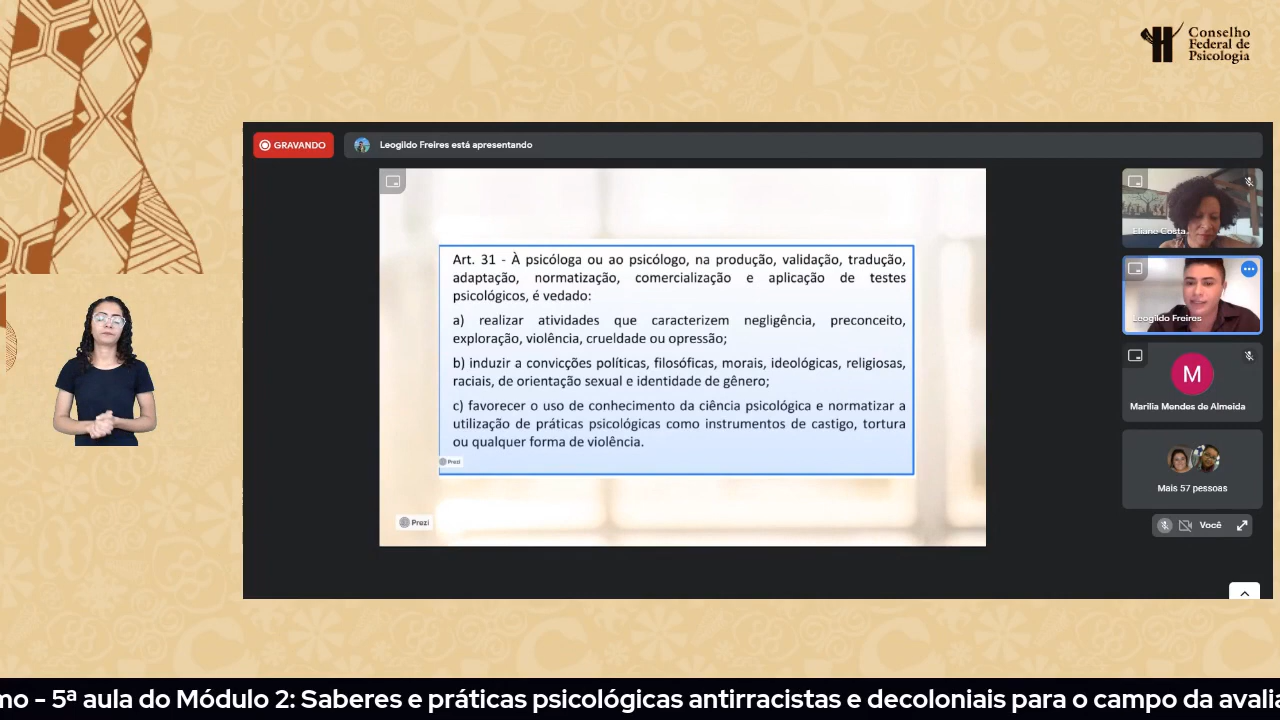 Conselho
Federal de
Psicologia
GRAVANDO
Leogildo Freires está apresentando
Art. 31 - À psicóloga ou ao psicólogo, na produção, validação, tradução,
adaptação, normatização, comercialização e aplicação de testes
psicológicos, é vedado:
a) realizar atividades que caracterizem negligência, preconceito,
exploração, violência, crueldade ou opressão;
b) induzir a convicções políticas, filosóficas, morais, ideológicas, religiosas,
raciais, de orientação sexual e identidade de gênero;
c) favorecer o uso de conhecimento da ciência psicológica e normatizar a
utilização de práticas psicológicas como instrumentos de castigo, tortura
ou qualquer forma de violência.
Prezi
Prezi
Eliane Costa
Leogildo Freires
M
Marilia Mendes de Almeida
Mais 57 pessoas
Você
mo - 5ª aula do Módulo 2: Saberes e práticas psicológicas antirracistas e decoloniais para o campo da avalia